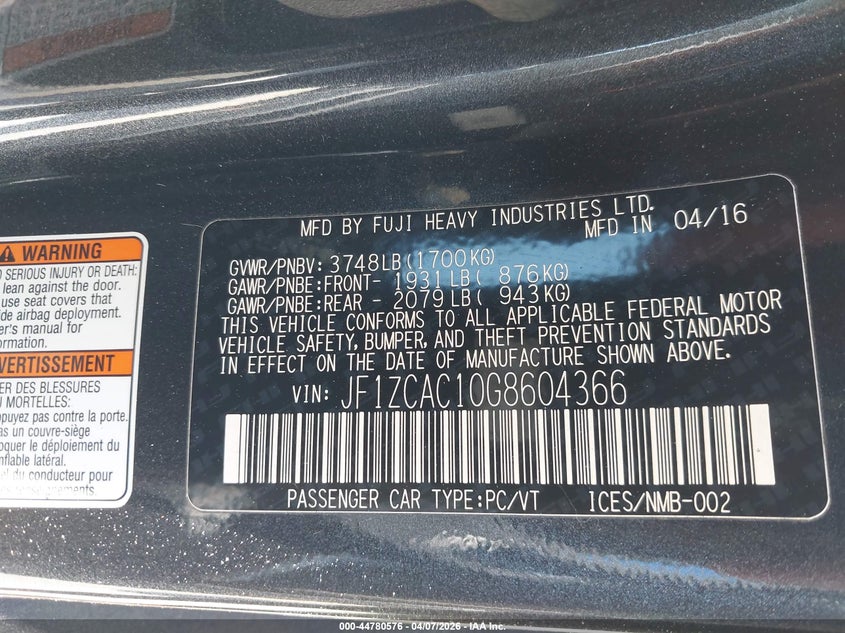 WARNING
SERIOUS INJURY OR DEATH:
lean against the door.
use seat covers that
airbag deployment.
manual for
VERTISSEMENT
DES BLESSURES
MORTELLES:
appuyez pas contre la porte.
as un couvre-siège
le déploiement du
latéral.
du conducteur pour
MFD BY FUJI HEAVY INDUSTRIES LTD.
MFD IN 04/16
GVWR/PNBV: 3748LB(1700KG)
GAWR/PNBE:FRONT- 1931LB( 876KG)
GAWR/PNBE:REAR - 2079LB( 943KG)
THIS VEHICLE CONFORMS TO ALL APPLICABLE FEDERAL MOTOR
VEHICLE SAFETY, BUMPER, AND THEFT PREVENTION STANDARDS
IN EFFECT ON THE DATE OF MANUFACTURE SHOWN ABOVE.
VIN: JF1ZCAC10G8604366
PASSENGER CAR TYPE:PC/VT ICES/NMB-002
000-44780576 - 04/07/2026 - IAA Inc.